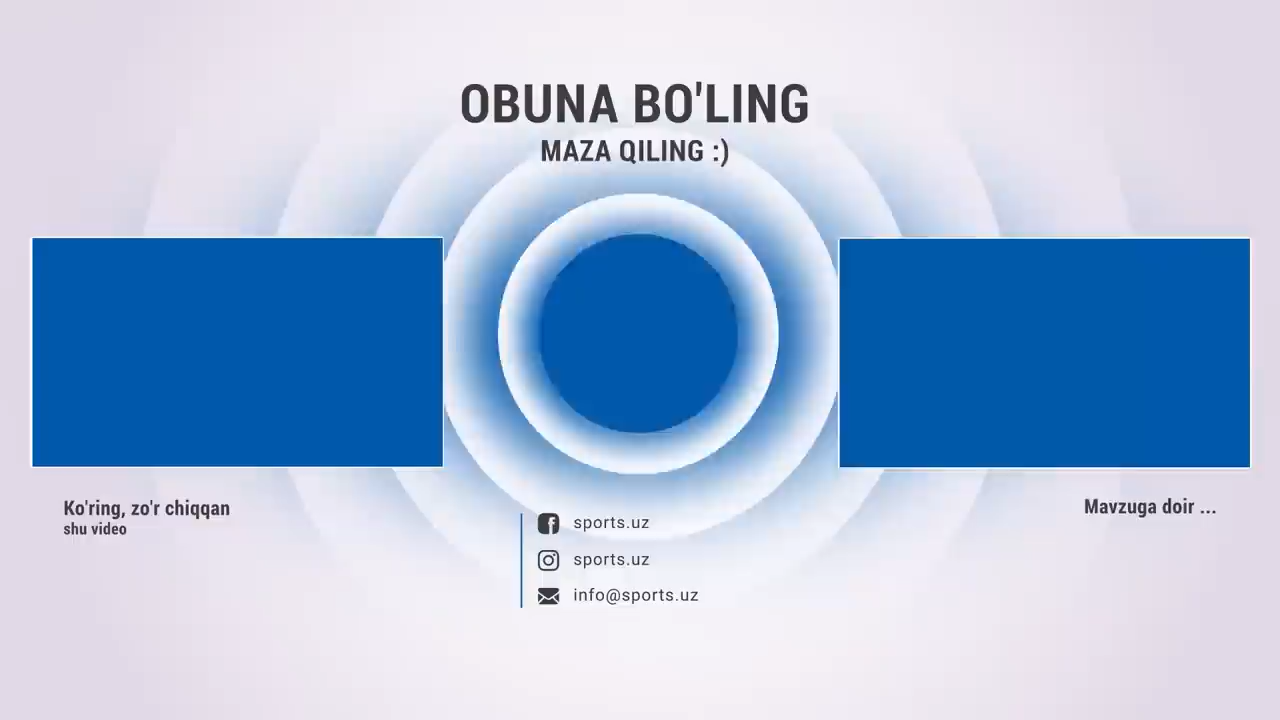 OBUNA BO'LING
MAZA QILING :)
Ko'ring, zo'r chiqqan
shu video
Mavzuga doir ...
sports.uz
sports.uz
info@sports.uz